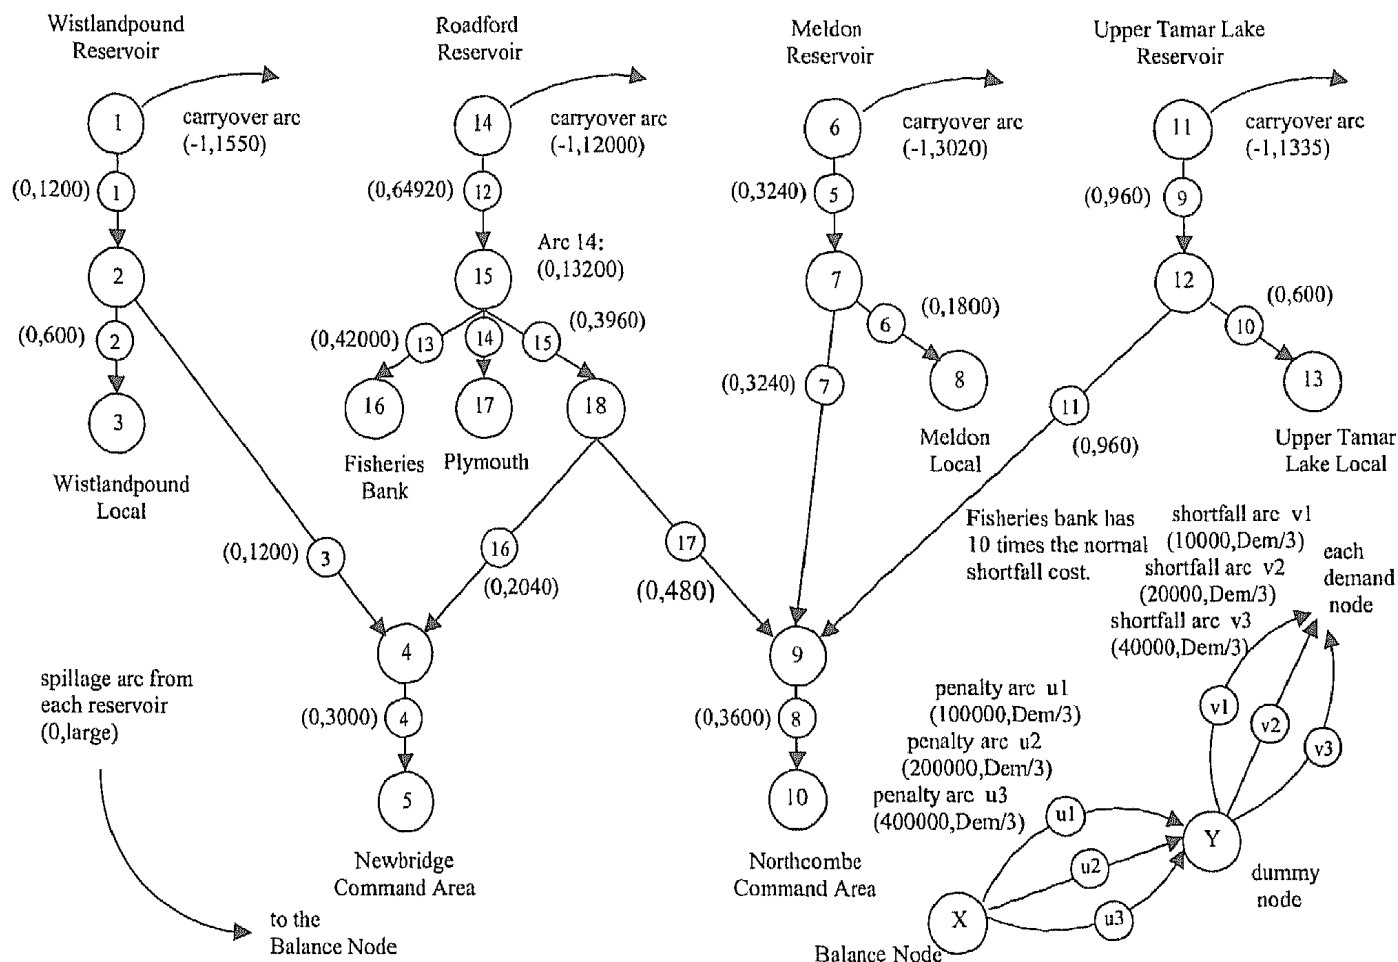 Wistlandpound
Reservoir
Roadford
Reservoir
Meldon
Reservoir
Upper Tamar Lake
Reservoir
1
carryover arc
(-1,1550)
14
carryover arc
(-1,12000)
6
carryover arc
(-1,3020)
11
carryover arc
(-1,1335)
(0,1200)
1
(0,64920)
12
(0,3240)
5
(0,960)
9
2
Arc 14:
(0,13200)
15
7
12
(0,600)
2
(0,42000)
13
14
15
(0,3960)
6
(0,1800)
10
(0,600)
3
16
17
18
(0,3240)
7
8
11
(0,960)
13
Wistlandpound
Local
Fisheries
Bank
Plymouth
Meldon
Local
Upper Tamar
Lake Local
(0,1200)
3
16
(0,2040)
17
(0,480)
Fisheries bank has
10 times the normal
shortfall cost.
shortfall arc v1
(10000,Dem/3)
shortfall arc v2
(20000,Dem/3)
shortfall arc v3
(40000,Dem/3)
each
demand
node
4
9
spillage arc from
each reservoir
(0,large)
(0,3000)
4
(0,3600)
8
penalty arc u1
(100000,Dem/3)
penalty arc u2
(200000,Dem/3)
penalty arc u3
(400000,Dem/3)
v1
v2
v3
5
10
u1
u2
u3
Y
dummy
node
Newbridge
Command Area
Northcombe
Command Area
to the
Balance Node
X
Balance Node